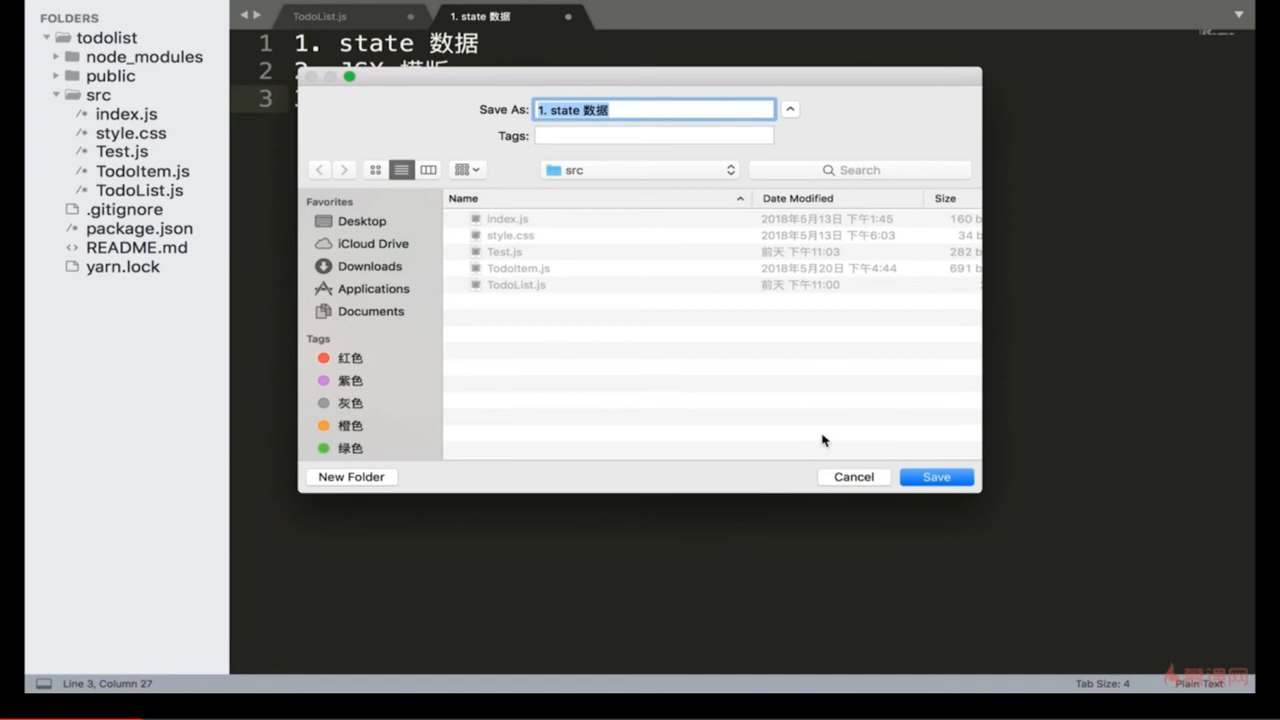 FOLDERS
todolist
node_modules
public
src
index.js
style.css
Test.js
TodoItem.js
TodoList.js
.gitignore
package.json
README.md
yarn.lock
TodoList.js
1. state 数据
1 1. state 数据
2 2. JSX 模版
3
Save As: 1. state 数据
Tags:
src
Search
Favorites
Desktop
iCloud Drive
Downloads
Applications
Documents
Tags
红色
紫色
灰色
橙色
绿色
Name Date Modified Size
index.js 2018年5月13日 下午1:45 160 b
style.css 2018年5月13日 下午6:03 34 b
Test.js 前天 下午11:03 282 b
TodoItem.js 2018年5月20日 下午4:44 691 b
TodoList.js 前天 下午11:00
New Folder
Cancel
Save
Line 3, Column 27
Tab Size: 4
Plain Text
慕课网